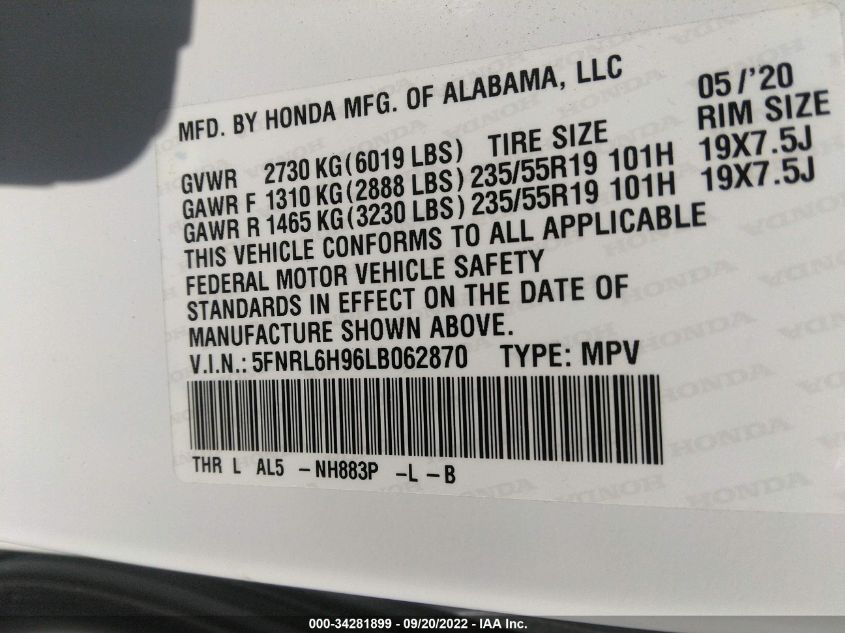 MFD. BY HONDA MFG. OF ALABAMA, LLC 05/'20
GVWR 2730 KG (6019 LBS) TIRE SIZE RIM SIZE
GAWR F 1310 KG (2888 LBS) 235/55R19 101H 19X7.5J
GAWR R 1465 KG (3230 LBS) 235/55R19 101H 19X7.5J
THIS VEHICLE CONFORMS TO ALL APPLICABLE
FEDERAL MOTOR VEHICLE SAFETY
STANDARDS IN EFFECT ON THE DATE OF
MANUFACTURE SHOWN ABOVE.
V.I.N.: 5FNRL6H96LB062870 TYPE: MPV
THR L AL5 -NH883P -L -B
000-34281899 - 09/20/2022 - IAA Inc.